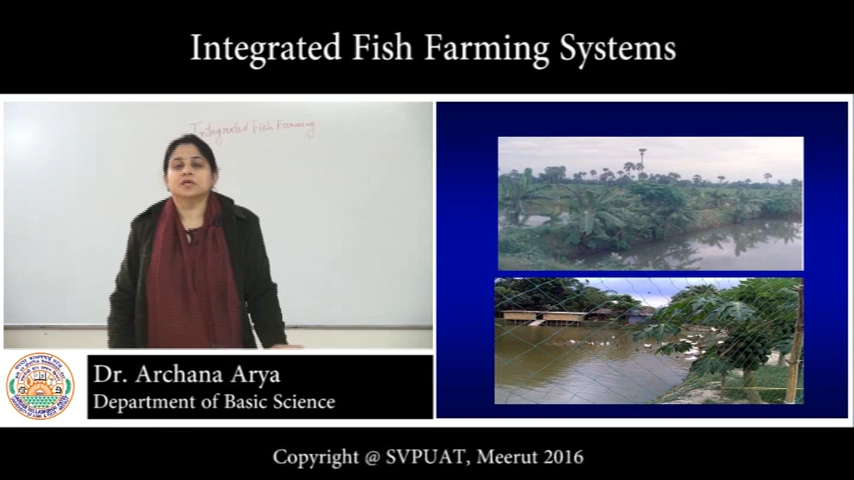 Integrated Fish Farming Systems
Integrated Fish Farming
Dr. Archana Arya
Department of Basic Science
Copyright @ SVPUAT, Meerut 2016